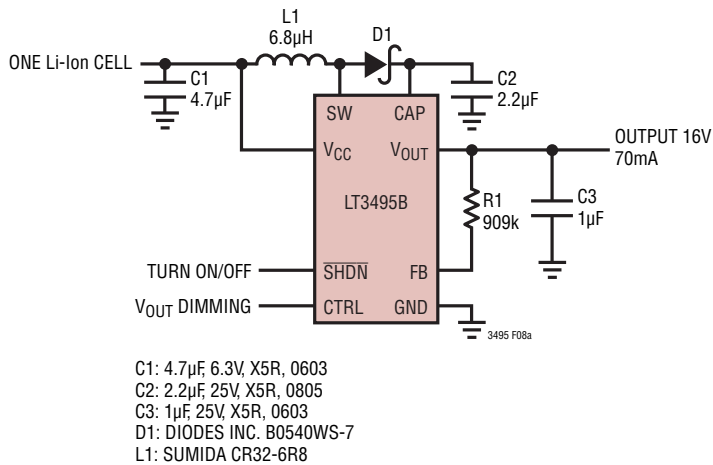 L1
6.8µH
D1
ONE Li-Ion CELL
C1
4.7µF
C2
2.2µF
SW
CAP
VCC
VOUT
OUTPUT 16V
70mA
LT3495B
R1
909k
C3
1µF
TURN ON/OFF
SHDN
FB
VOUT DIMMING
CTRL
GND
3495 F08a
C1: 4.7µF, 6.3V, X5R, 0603
C2: 2.2µF, 25V, X5R, 0805
C3: 1µF, 25V, X5R, 0603
D1: DIODES INC. B0540WS-7
L1: SUMIDA CR32-6R8